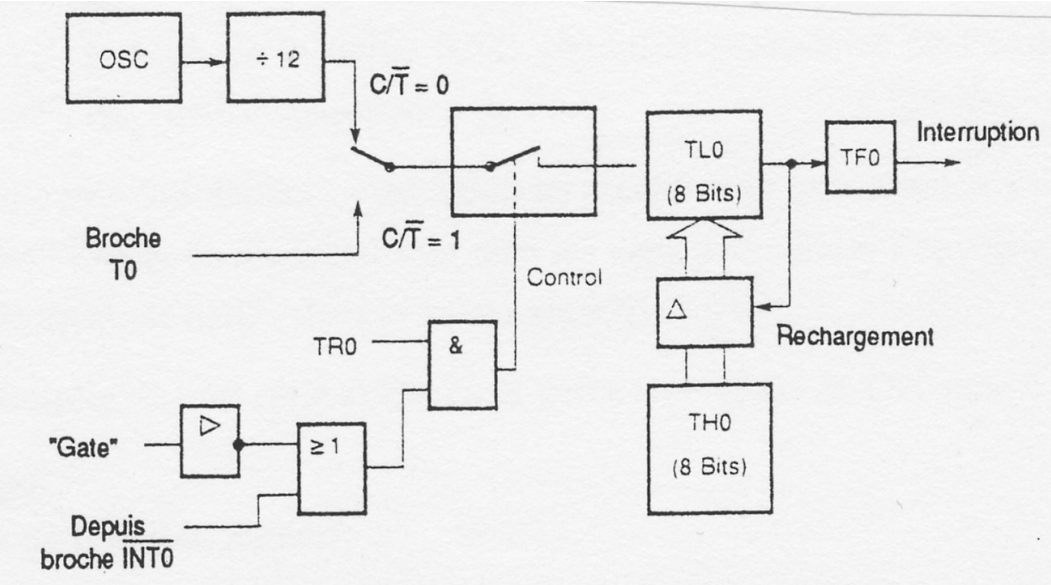 OSC
÷ 12
C/T̅ = 0
Interruption
TL0
(8 Bits)
TF0
Broche
T0
C/T̅ = 1
Control
Rechargement
TR0
&
TH0
(8 Bits)
"Gate"
≥ 1
Depuis
broche I̅N̅T̅0̅